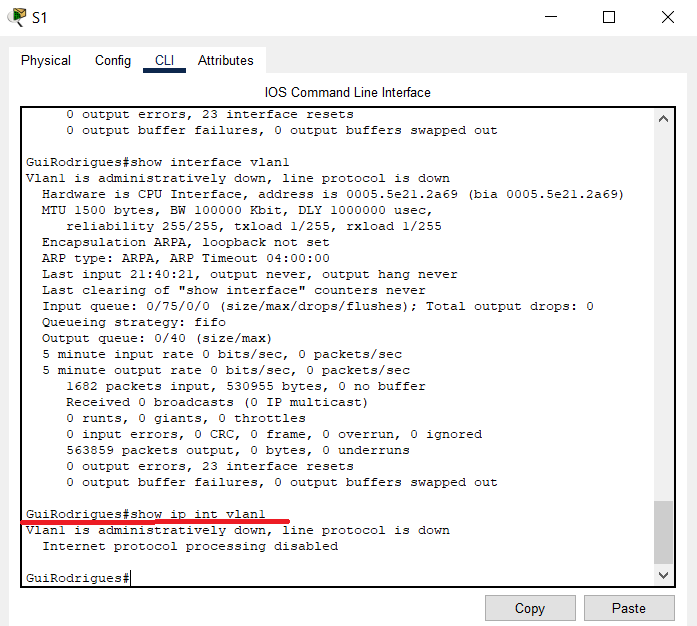 S1
Physical Config CLI Attributes
IOS Command Line Interface
0 output errors, 23 interface resets
0 output buffer failures, 0 output buffers swapped out
GuiRodrigues#show interface vlan1
Vlan1 is administratively down, line protocol is down
Hardware is CPU Interface, address is 0005.5e21.2a69 (bia 0005.5e21.2a69)
MTU 1500 bytes, BW 100000 Kbit, DLY 1000000 usec,
reliability 255/255, txload 1/255, rxload 1/255
Encapsulation ARPA, loopback not set
ARP type: ARPA, ARP Timeout 04:00:00
Last input 21:40:21, output never, output hang never
Last clearing of "show interface" counters never
Input queue: 0/75/0/0 (size/max/drops/flushes); Total output drops: 0
Queueing strategy: fifo
Output queue: 0/40 (size/max)
5 minute input rate 0 bits/sec, 0 packets/sec
5 minute output rate 0 bits/sec, 0 packets/sec
1682 packets input, 530955 bytes, 0 no buffer
Received 0 broadcasts (0 IP multicast)
0 runts, 0 giants, 0 throttles
0 input errors, 0 CRC, 0 frame, 0 overrun, 0 ignored
563859 packets output, 0 bytes, 0 underruns
0 output errors, 23 interface resets
0 output buffer failures, 0 output buffers swapped out
GuiRodrigues#show ip int vlan1
Vlan1 is administratively down, line protocol is down
Internet protocol processing disabled
GuiRodrigues#
Copy Paste